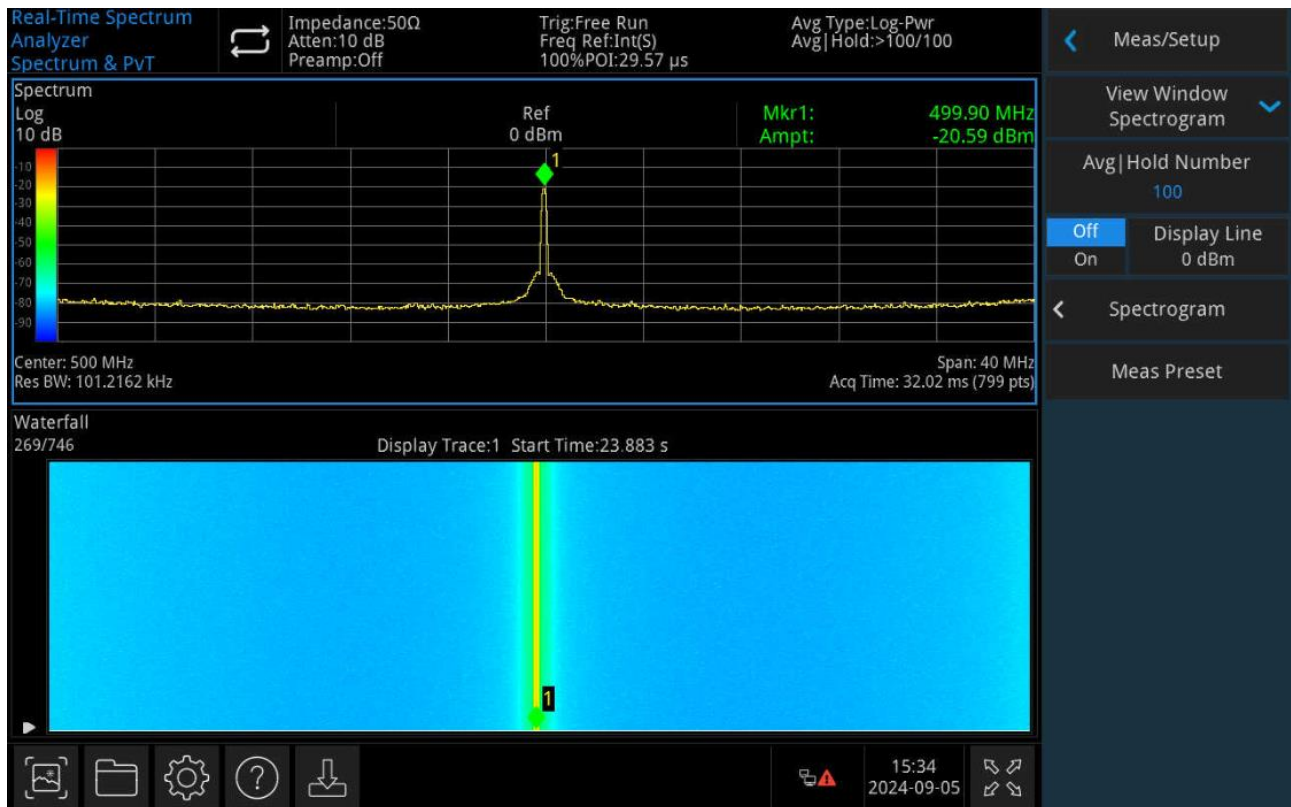 Real-Time Spectrum
Analyzer
Spectrum & PvT
Impedance:50Ω
Atten:10 dB
Preamp:Off
Trig:Free Run
Freq Ref:Int(S)
100%POI:29.57 µs
Avg Type:Log-Pwr
Avg|Hold:>100/100
Meas/Setup
View Window
Spectrogram
Avg|Hold Number
100
Off
On
Display Line
0 dBm
Spectrogram
Meas Preset
Spectrum
Log
10 dB
Ref
0 dBm
Mkr1: 499.90 MHz
Ampt: -20.59 dBm
1
-10
-20
-30
-40
-50
-60
-70
-80
-90
Center: 500 MHz
Span: 40 MHz
Res BW: 101.2162 kHz
Acq Time: 32.02 ms (799 pts)
Waterfall
269/746
Display Trace:1 Start Time:23.883 s
1
?
15:34
2024-09-05